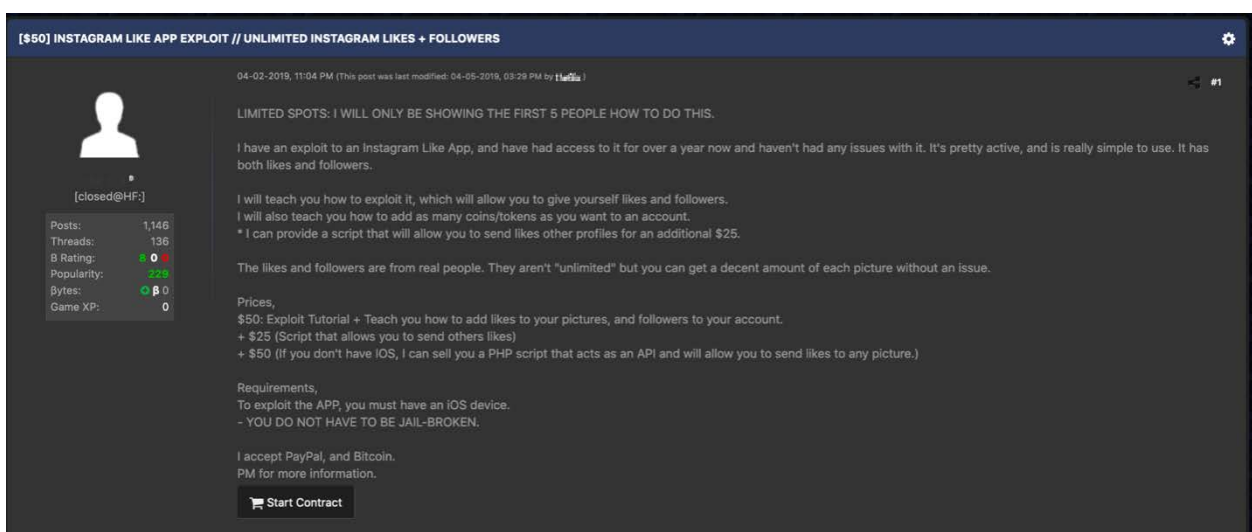 [$50] INSTAGRAM LIKE APP EXPLOIT // UNLIMITED INSTAGRAM LIKES + FOLLOWERS
04-02-2019, 11:04 PM (This post was last modified: 04-05-2019, 03:29 PM by
#1
LIMITED SPOTS: I WILL ONLY BE SHOWING THE FIRST 5 PEOPLE HOW TO DO THIS.
I have an exploit to an Instagram Like App, and have had access to it for over a year now and haven't had any issues with it. It's pretty active, and is really simple to use. It has
both likes and followers.
[closed@HF:]
I will teach you how to exploit it, which will allow you to give yourself likes and followers.
I will also teach you how to add as many coins/tokens as you want to an account.
* I can provide a script that will allow you to send likes other profiles for an additional $25.
Posts: 1,146
Threads: 136
B Rating: 8 0
Popularity: 229
βytes: β 0
Game XP: 0
The likes and followers are from real people. They aren't "unlimited" but you can get a decent amount of each picture without an issue.
Prices,
$50: Exploit Tutorial + Teach you how to add likes to your pictures, and followers to your account.
+ $25 (Script that allows you to send others likes)
+ $50 (If you don't have IOS, I can sell you a PHP script that acts as an API and will allow you to send likes to any picture.)
Requirements,
To exploit the APP, you must have an iOS device.
- YOU DO NOT HAVE TO BE JAIL-BROKEN.
I accept PayPal, and Bitcoin.
PM for more information.
Start Contract